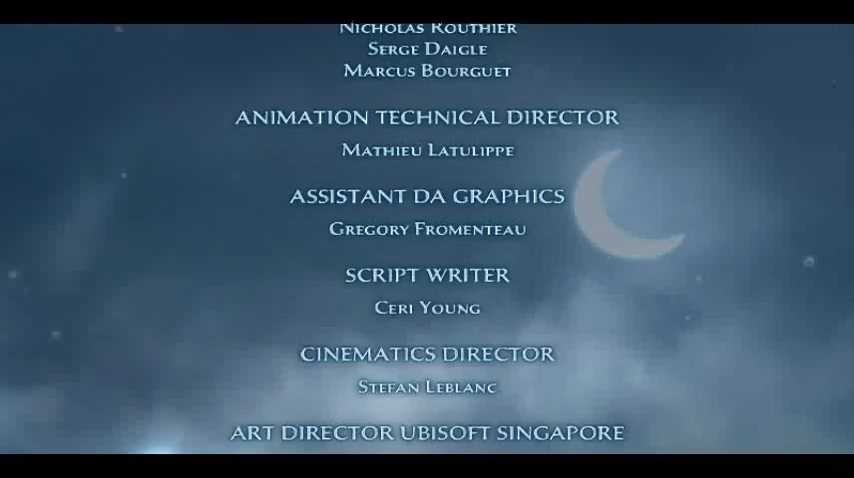 Nicholas Routhier
Serge Daigle
Marcus Bourguet
ANIMATION TECHNICAL DIRECTOR
Mathieu Latulippe
ASSISTANT DA GRAPHICS
Gregory Fromenteau
SCRIPT WRITER
Ceri Young
CINEMATICS DIRECTOR
Stefan Leblanc
ART DIRECTOR UBISOFT SINGAPORE